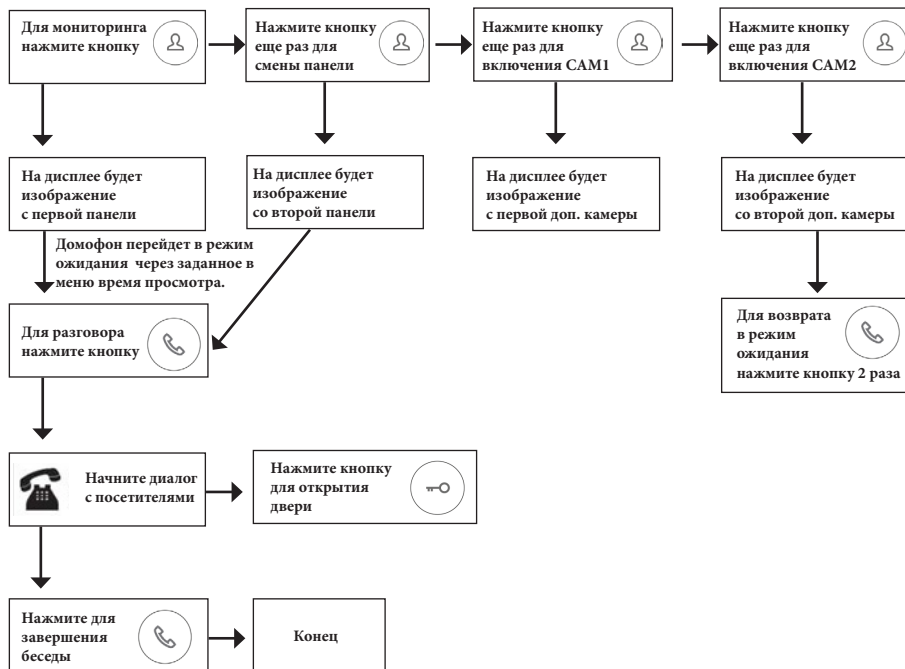 Для мониторинга
нажмите кнопку
Нажмите кнопку
еще раз для
смены панели
Нажмите кнопку
еще раз для
включения CAM1
Нажмите кнопку
еще раз для
включения CAM2
На дисплее будет
изображение
с первой панели
На дисплее будет
изображение
со второй панели
На дисплее будет
изображение
с первой доп. камеры
На дисплее будет
изображение
со второй доп. камеры
Домофон перейдет в режим
ожидания через заданное в
меню время просмотра.
Для разговора
нажмите кнопку
Для возврата
в режим
ожидания
нажмите кнопку 2 раза
Начните диалог
с посетителями
Нажмите кнопку
для открытия
двери
Нажмите для
завершения
беседы
Конец